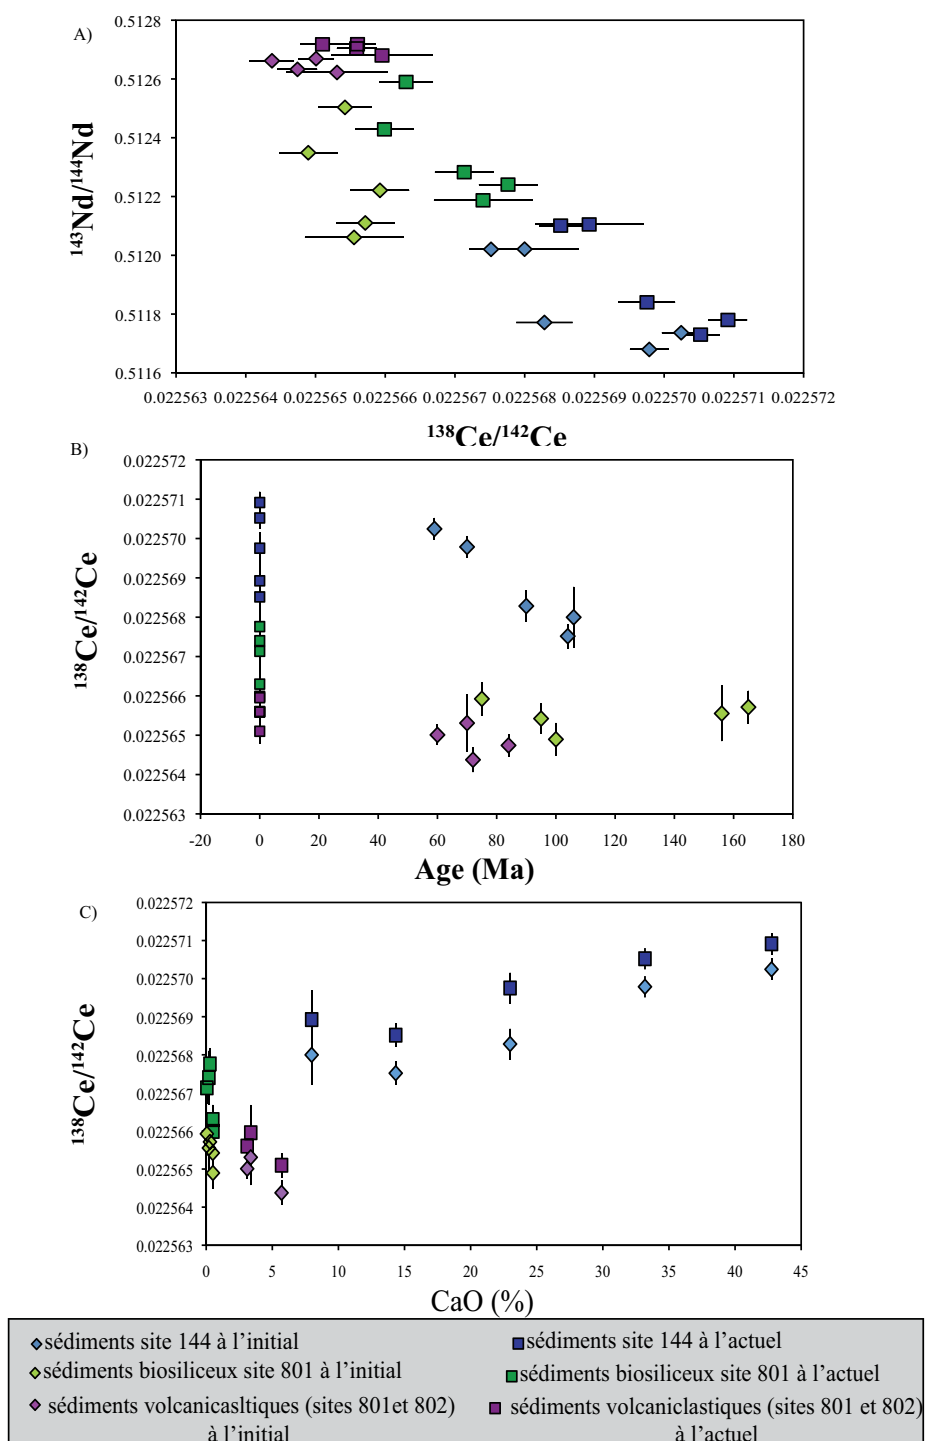 A)
0.5128
0.5126
0.5124
0.5122
0.5120
0.5118
0.5116
143Nd/144Nd
0.022563 0.022564 0.022565 0.022566 0.022567 0.022568 0.022569 0.022570 0.022571 0.022572
138Ce/142Ce
B)
0.022572
0.022571
0.022570
0.022569
0.022568
0.022567
0.022566
0.022565
0.022564
0.022563
138Ce/142Ce
-20 0 20 40 60 80 100 120 140 160 180
Age (Ma)
C)
0.022572
0.022571
0.022570
0.022569
0.022568
0.022567
0.022566
0.022565
0.022564
0.022563
138Ce/142Ce
0 5 10 15 20 25 30 35 40 45
CaO (%)
sédiments site 144 à l’initial
sédiments site 144 à l’actuel
sédiments biosiliceux site 801 à l’initial
sédiments biosiliceux site 801 à l’actuel
sédiments volcanicasltiques (sites 801et 802)
à l’initial
sédiments volcaniclastiques (sites 801 et 802)
à l’actuel